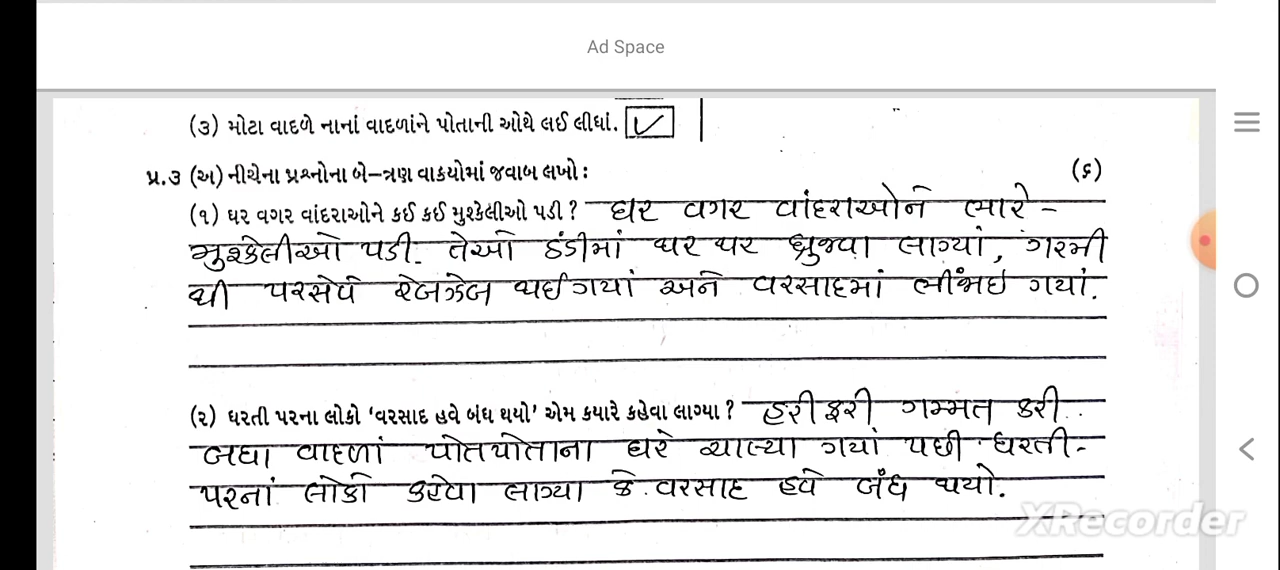 Ad Space
(૩) મોટા વાદળે નાનાં વાદળાંને પોતાની ઓથે લઈ લીધાં.
પ્ર.૩ (અ) નીચેના પ્રશ્નોના બે-ત્રણ વાકયોમાં જવાબ લખો : (૬)
(૧) ઘર વગર વાંદરાઓને કઈ કઈ મુશ્કેલીઓ પડી ? ઘર વગર વાંદરાઓને ભારે -
મુશ્કેલીઓ પડી. તેઓ ઠંડીમાં થર થર ધ્રુજવા લાગ્યાં, ગરમી
થી પરસેવે રેબઝેબ થઈ ગયાં અને વરસાદમાં ભીંજાઈ ગયાં.
(૨) ધરતી પરના લોકો 'વરસાદ હવે બંધ થયો' એમ કયારે કહેવા લાગ્યા ? હરી ફરી ગમ્મત કરી
બધા વાદળાં પોતપોતાના ઘરે ચાલ્યા ગયાં પછી ધરતી-
પરનાં લોકો કહેવા લાગ્યા કે વરસાદ હવે બંધ થયો.
XRecorder